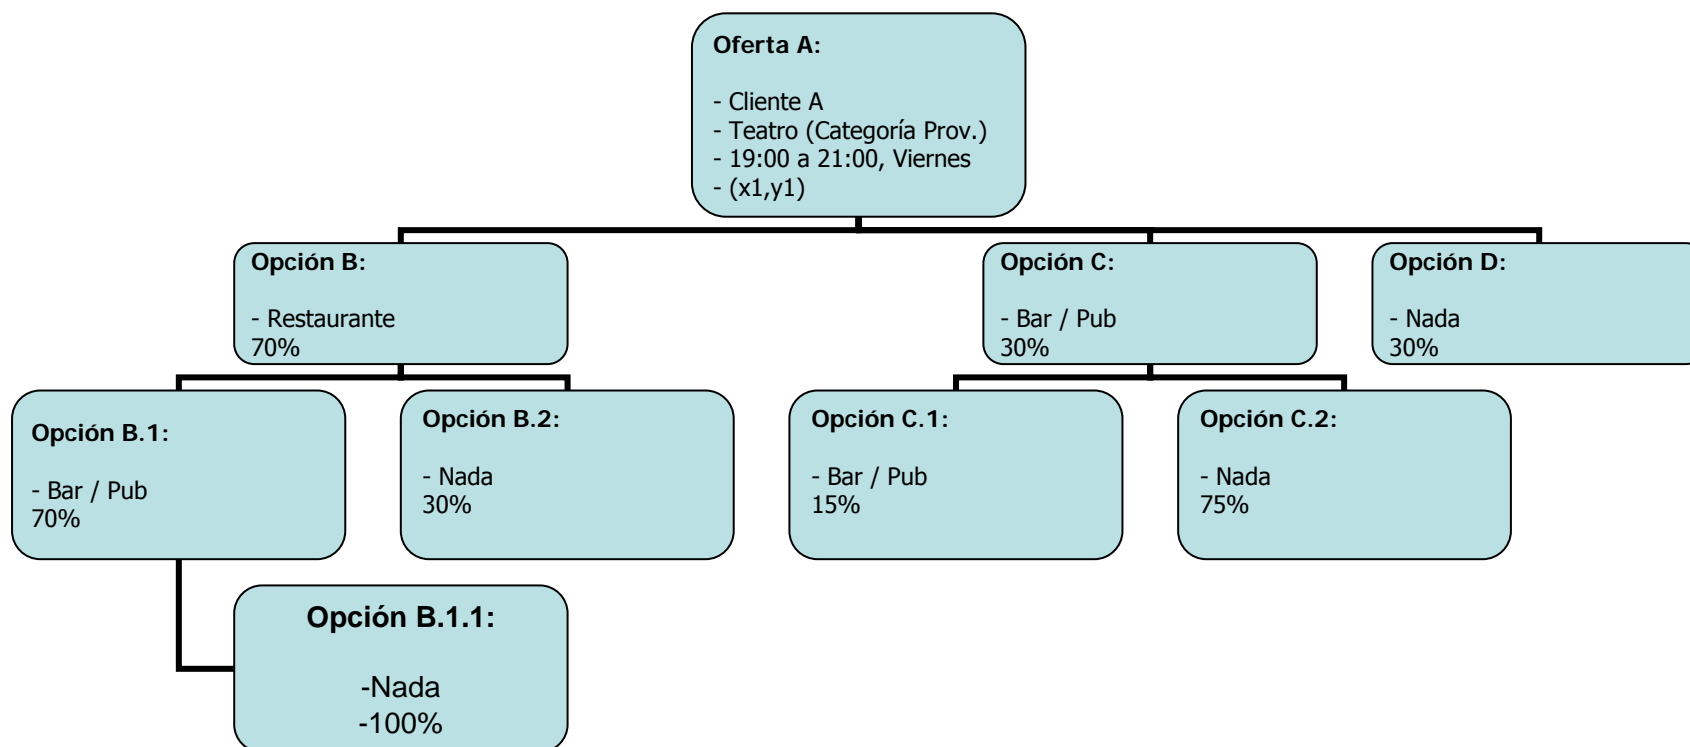 Oferta A:
- Cliente A
- Teatro (Categoría Prov.)
- 19:00 a 21:00, Viernes
- (x1,y1)
Opción B:
- Restaurante
70%
Opción C:
- Bar / Pub
30%
Opción D:
- Nada
30%
Opción B.1:
- Bar / Pub
70%
Opción B.2:
- Nada
30%
Opción C.1:
- Bar / Pub
15%
Opción C.2:
- Nada
75%
Opción B.1.1:
-Nada
-100%